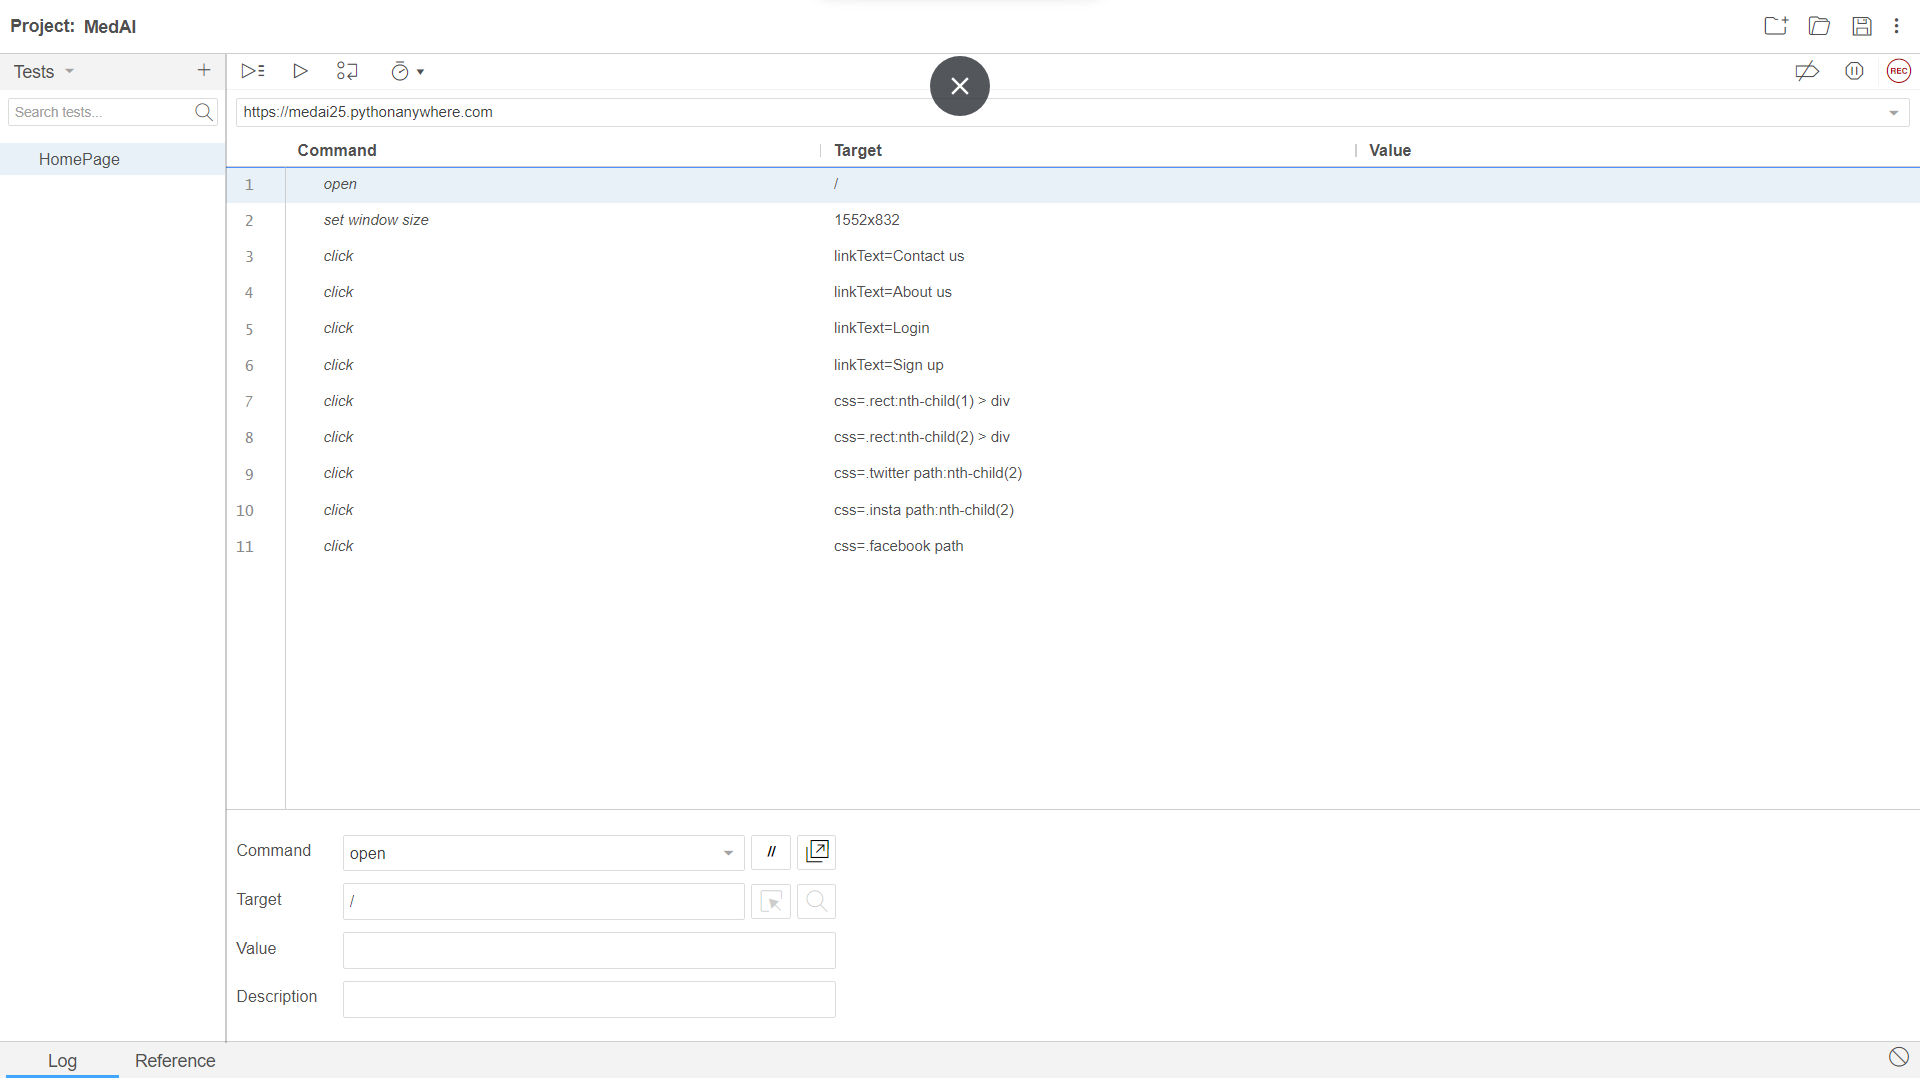 Project: MedAI
Tests
Search tests...
HomePage
REC
https://medai25.pythonanywhere.com
Command Target Value
1 open /
2 set window size 1552x832
3 click linkText=Contact us
4 click linkText=About us
5 click linkText=Login
6 click linkText=Sign up
7 click css=.rect:nth-child(1) > div
8 click css=.rect:nth-child(2) > div
9 click css=.twitter path:nth-child(2)
10 click css=.insta path:nth-child(2)
11 click css=.facebook path
Command open //
Target /
Value
Description
Log Reference